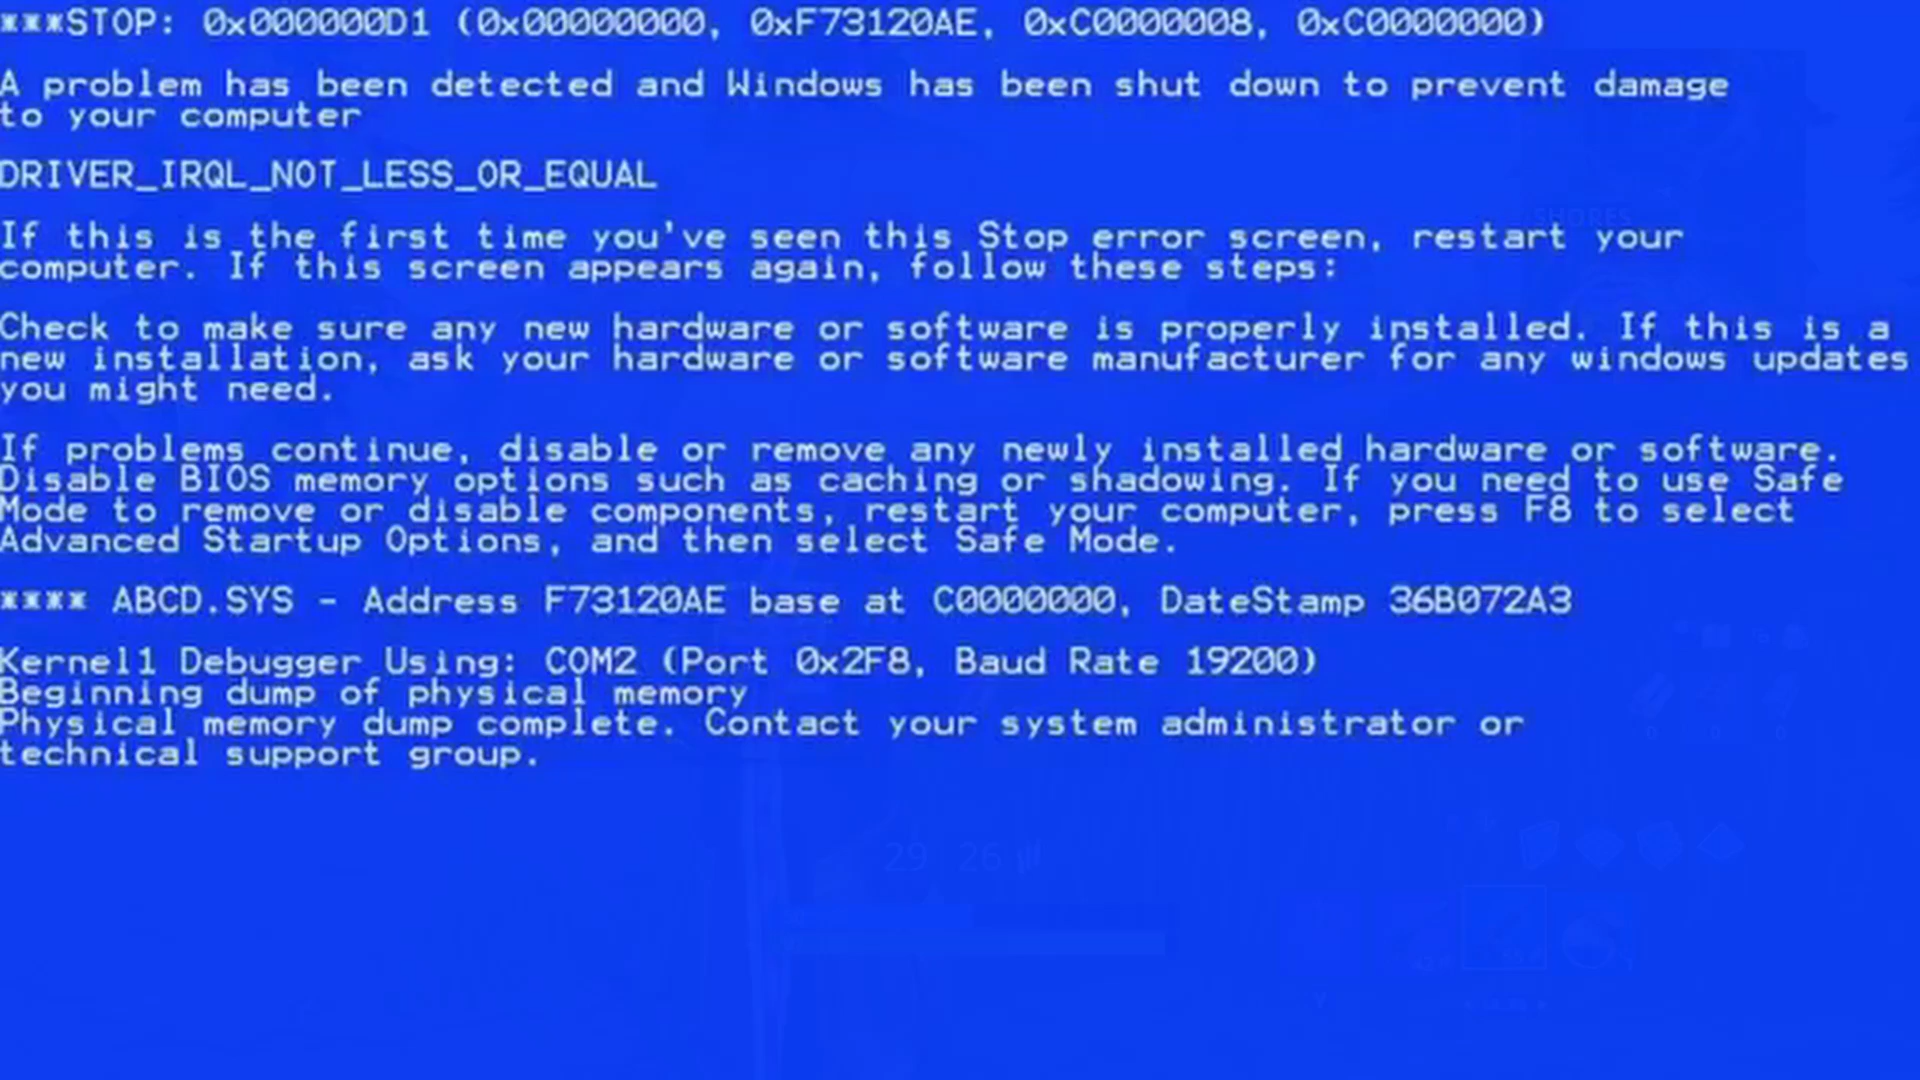 ***STOP: 0x000000D1 (0x00000000, 0xF73120AE, 0xC0000008, 0xC0000000)
A problem has been detected and Windows has been shut down to prevent damage
to your computer
DRIVER_IRQL_NOT_LESS_OR_EQUAL
If this is the first time you've seen this Stop error screen, restart your
computer. If this screen appears again, follow these steps:
Check to make sure any new hardware or software is properly installed. If this is a
new installation, ask your hardware or software manufacturer for any windows updates
you might need.
If problems continue, disable or remove any newly installed hardware or software.
Disable BIOS memory options such as caching or shadowing. If you need to use Safe
Mode to remove or disable components, restart your computer, press F8 to select
Advanced Startup Options, and then select Safe Mode.
**** ABCD.SYS - Address F73120AE base at C0000000, DateStamp 36B072A3
Kernel1 Debugger Using: COM2 (Port 0x2F8, Baud Rate 19200)
Beginning dump of physical memory
Physical memory dump complete. Contact your system administrator or
technical support group.
SHORES
29 26